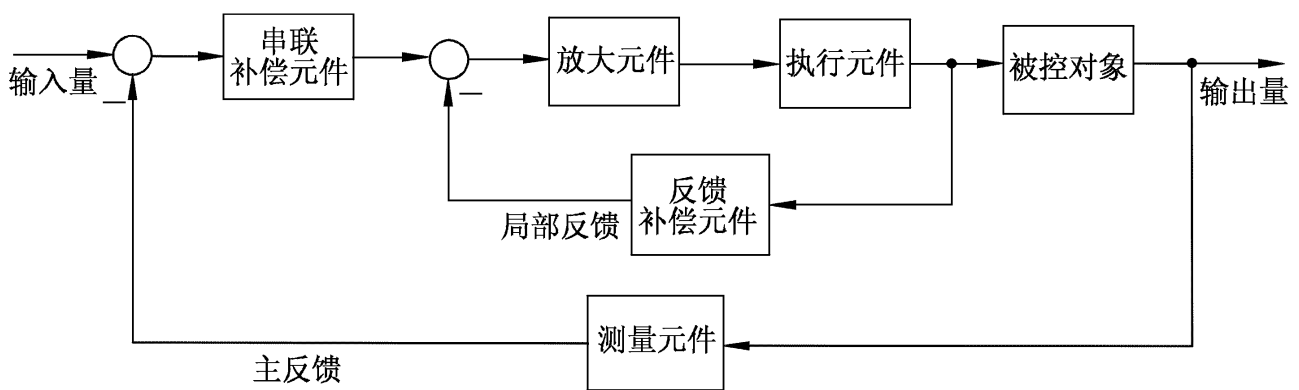 输入量
串联
补偿元件
放大元件
执行元件
被控对象
输出量
反馈
补偿元件
局部反馈
测量元件
主反馈